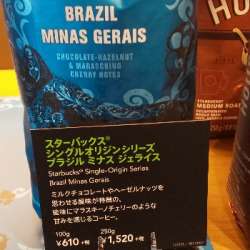 BRAZIL
MINAS GERAIS
CHOCOLATE-HAZELNUT
& MARASCHINO
CHERRY NOTES
HO
MEDIUM ROAST
スターバックス®
シングル オリジン シリーズ
ブラジル ミナス ジェライス
Starbucks® Single-Origin Series
Brazil Minas Gerais
ミルクチョコレートやヘーゼルナッツを
思わせる風味が特徴の、
後味にマラスキーノチェリーのような
甘みを感じるコーヒー。
100g
¥610 +税
250g
¥1,520 +税